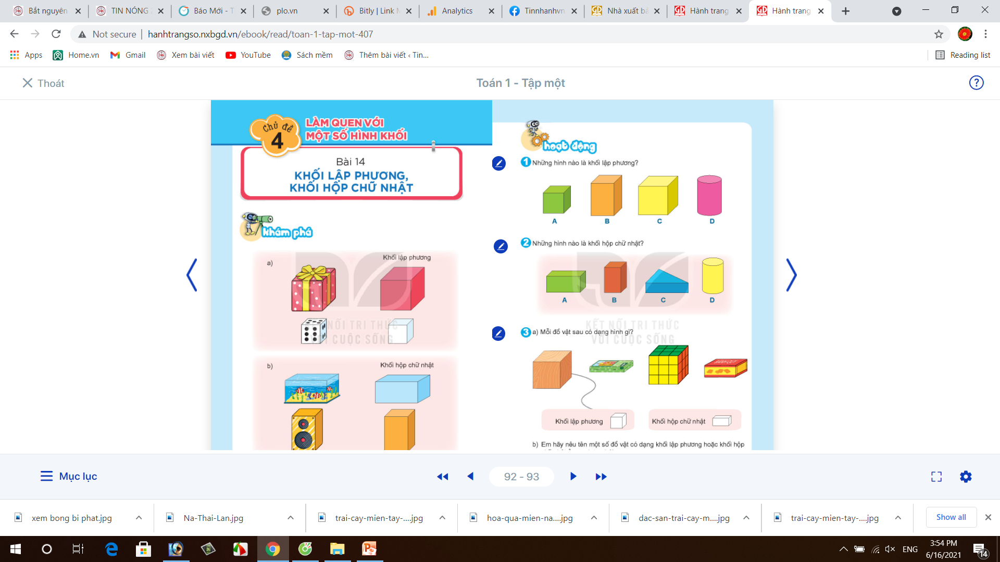 Bắt nguyên
TIN NÓNG
Báo Mới - T
plo.vn
Bitly | Link M
Analytics
Tinnhanhvn
Nhà xuất bả
Hành trang
Hành trang
Not secure
hanhtrangso.nxbgd.vn/ebook/read/toan-1-tap-mot-407
Apps
Home.vn
Gmail
Xem bài viết
YouTube
Sách mềm
Thêm bài viết ‹ Tin...
Reading list
Thoát
Toán 1 - Tập một
?
Chủ đề
4
LÀM QUEN VỚI
MỘT SỐ HÌNH KHỐI
Bài 14
KHỐI LẬP PHƯƠNG,
KHỐI HỘP CHỮ NHẬT
khám phá
a)
Khối lập phương
NỐI TRI THỨC
VỚI CUỘC SỐNG
b)
Khối hộp chữ nhật
hoạt động
1 Những hình nào là khối lập phương?
A B C D
2 Những hình nào là khối hộp chữ nhật?
A B C D
KẾT NỐI TRI THỨC
VỚI CUỘC SỐNG
3 a) Mỗi đồ vật sau có dạng hình gì?
BÁNH QUY
Khối lập phương
Khối hộp chữ nhật
b) Em hãy nêu tên một số đồ vật có dạng khối lập phương hoặc khối hộp
Mục lục
92 - 93
xem bong bi phat.jpg
Na-Thai-Lan.jpg
trai-cay-mien-tay-....jpg
hoa-qua-mien-na....jpg
dac-san-trai-cay-m....jpg
trai-cay-mien-tay-....jpg
Show all
ENG
3:54 PM
6/16/2021
14